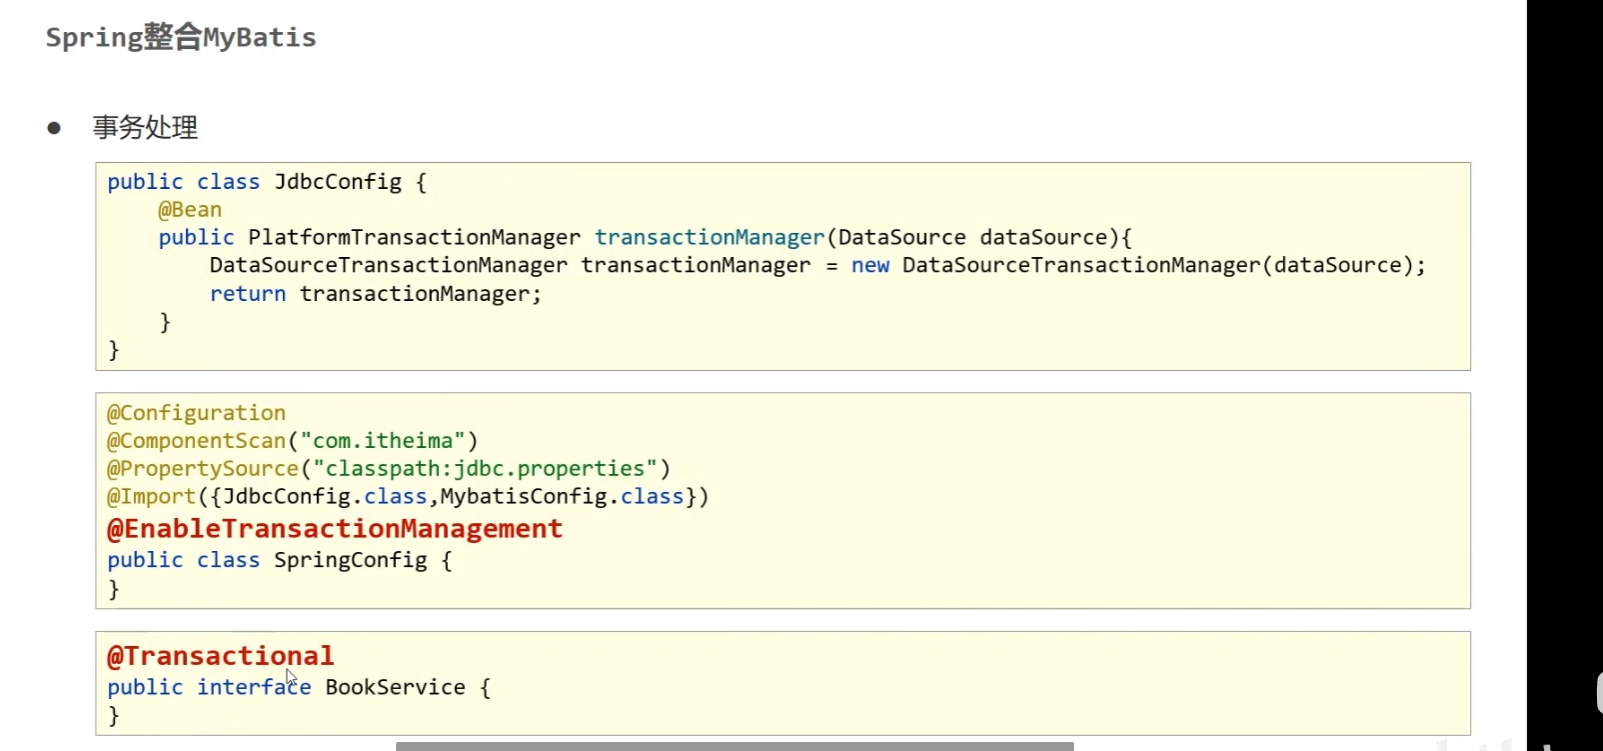 Spring整合MyBatis
● 事务处理
public class JdbcConfig {
    @Bean
    public PlatformTransactionManager transactionManager(DataSource dataSource){
        DataSourceTransactionManager transactionManager = new DataSourceTransactionManager(dataSource);
        return transactionManager;
    }
}
@Configuration
@ComponentScan("com.itheima")
@PropertySource("classpath:jdbc.properties")
@Import({JdbcConfig.class,MybatisConfig.class})
@EnableTransactionManagement
public class SpringConfig {
}
@Transactional
public interface BookService {
}